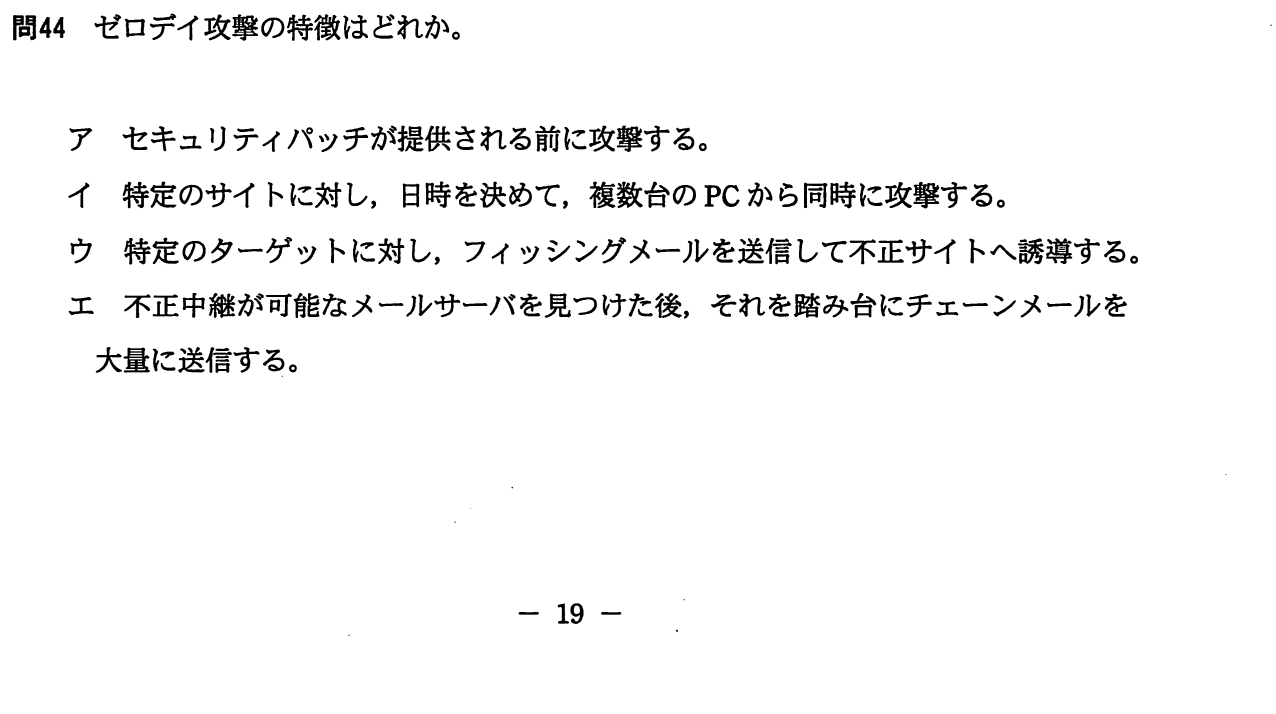 問44 ゼロデイ攻撃の特徴はどれか。
ア セキュリティパッチが提供される前に攻撃する。
イ 特定のサイトに対し，日時を決めて，複数台の PC から同時に攻撃する。
ウ 特定のターゲットに対し，フィッシングメールを送信して不正サイトへ誘導する。
エ 不正中継が可能なメールサーバを見つけた後，それを踏み台にチェーンメールを
大量に送信する。
－ 19 －